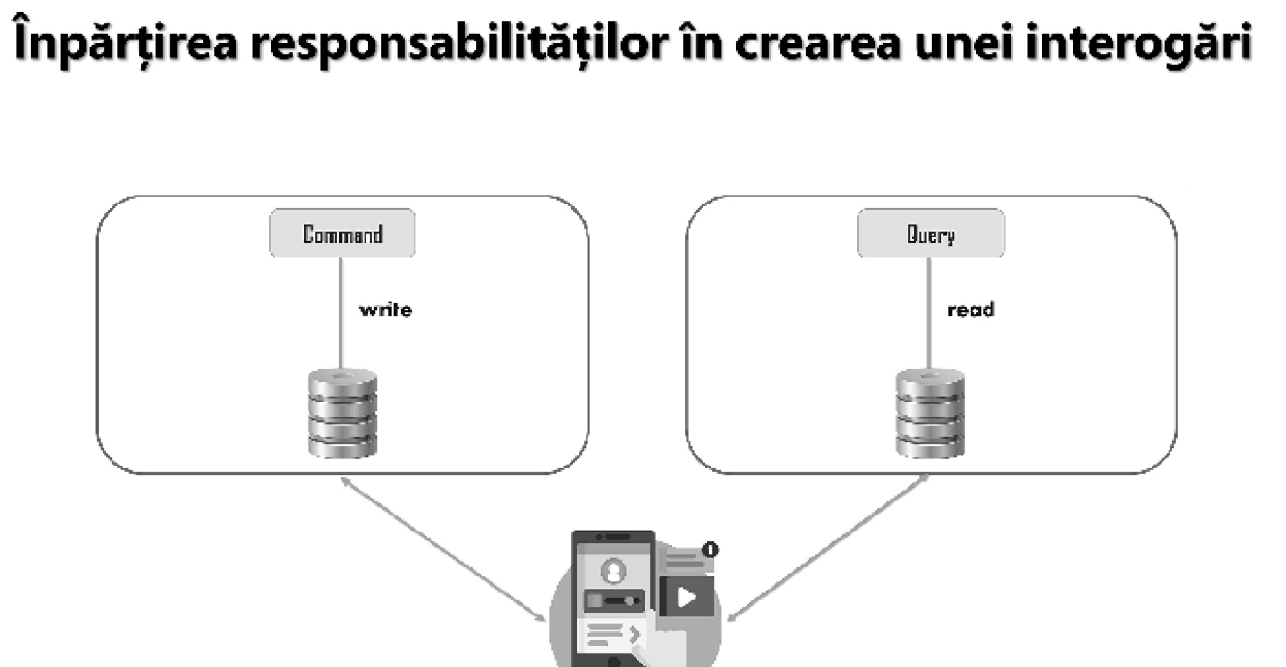 Înpărțirea responsabilităților în crearea unei interogări
Command
Query
write
read